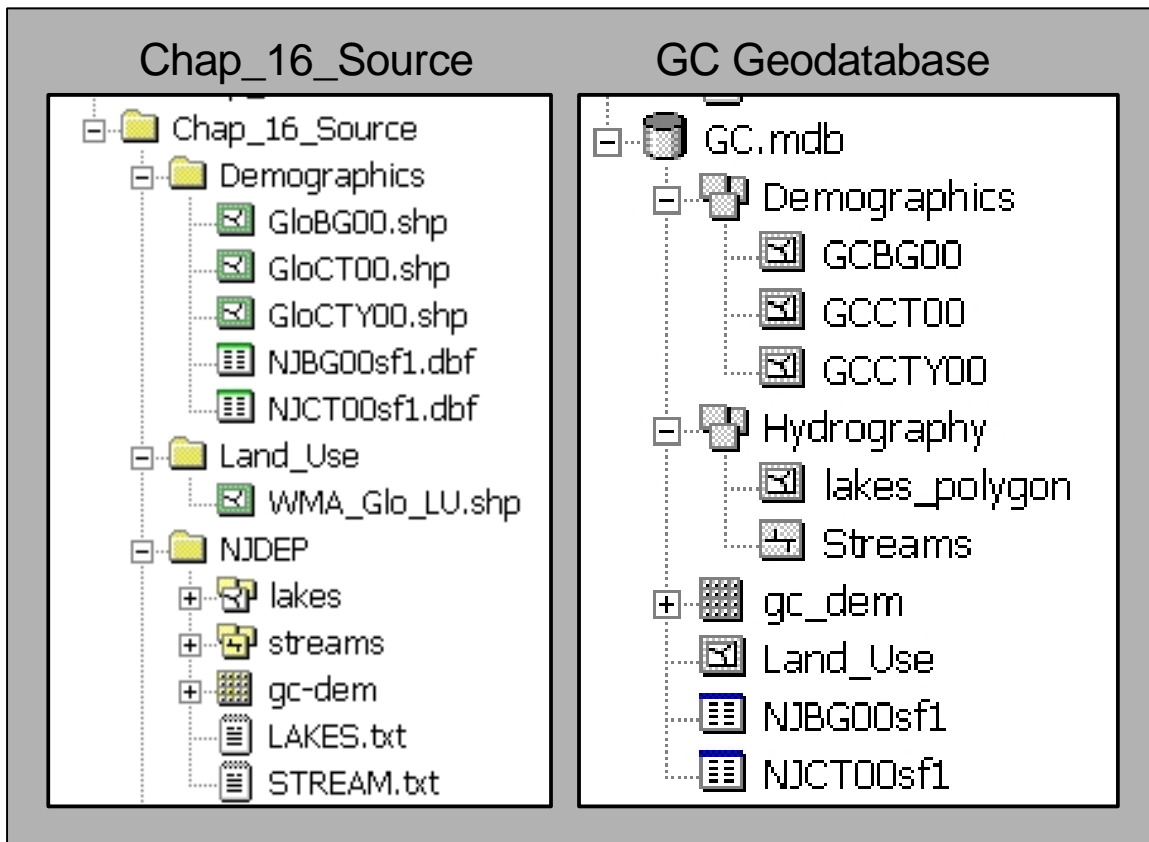 Chap_16_Source
Chap_16_Source
Demographics
GloBG00.shp
GloCT00.shp
GloCTY00.shp
NJBG00sf1.dbf
NJCT00sf1.dbf
Land_Use
WMA_Glo_LU.shp
NJDEP
lakes
streams
gc-dem
LAKES.txt
STREAM.txt
GC Geodatabase
GC.mdb
Demographics
GCBG00
GCCT00
GCCTY00
Hydrography
lakes_polygon
Streams
gc_dem
Land_Use
NJBG00sf1
NJCT00sf1